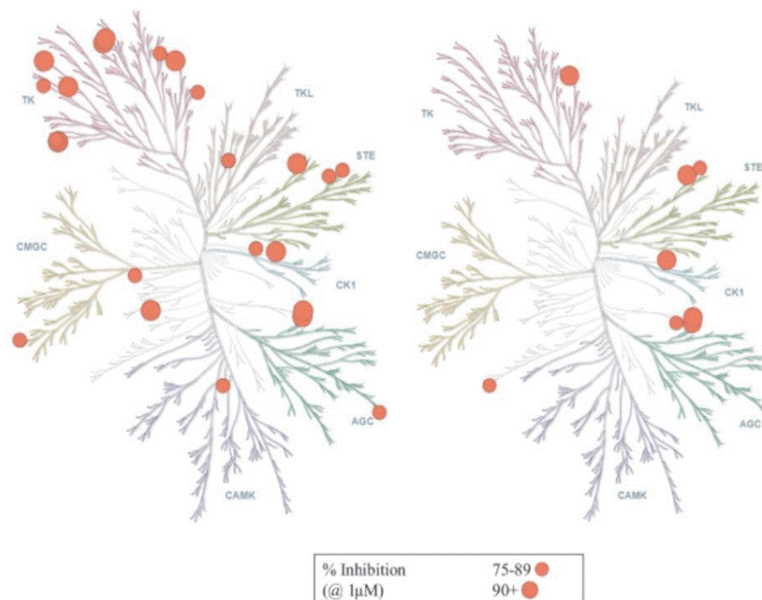 TK
TKL
STE
CMGC
CK1
AGC
CAMK
TK
TKL
STE
CMGC
CK1
AGC
CAMK
% Inhibition 75-89
(@ 1μM) 90+